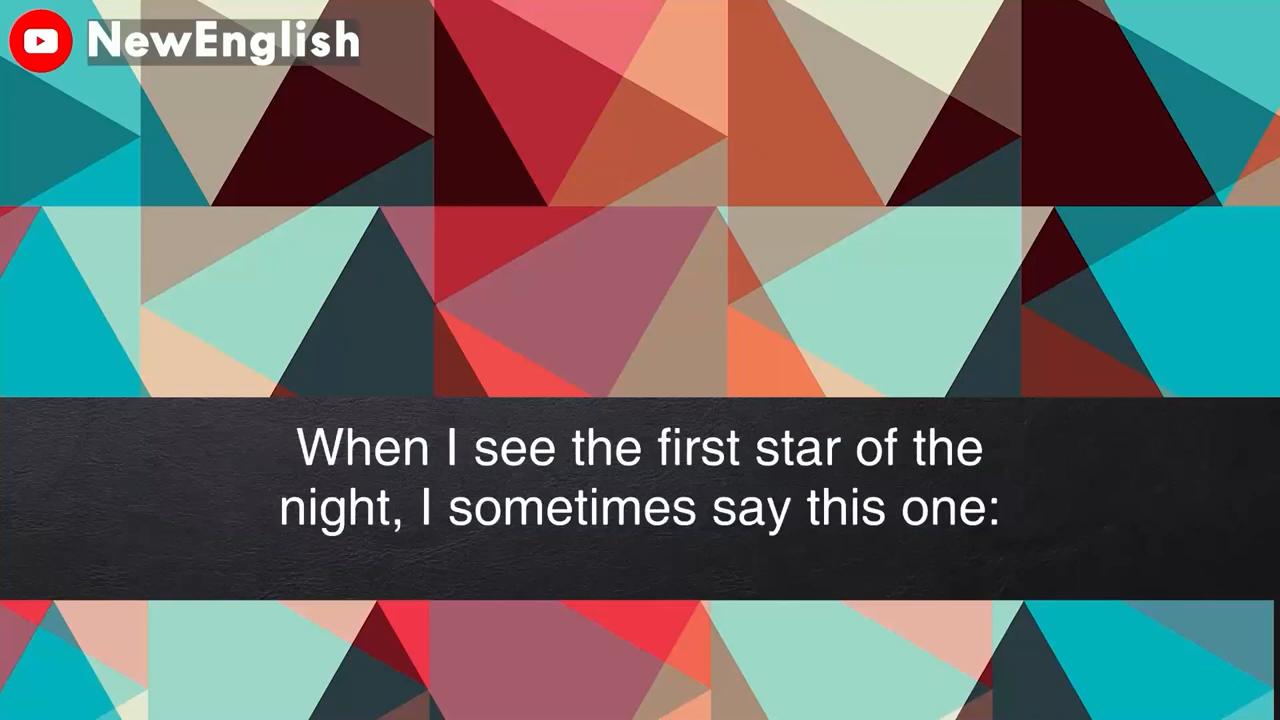 NewEnglish
When I see the first star of the
night, I sometimes say this one: